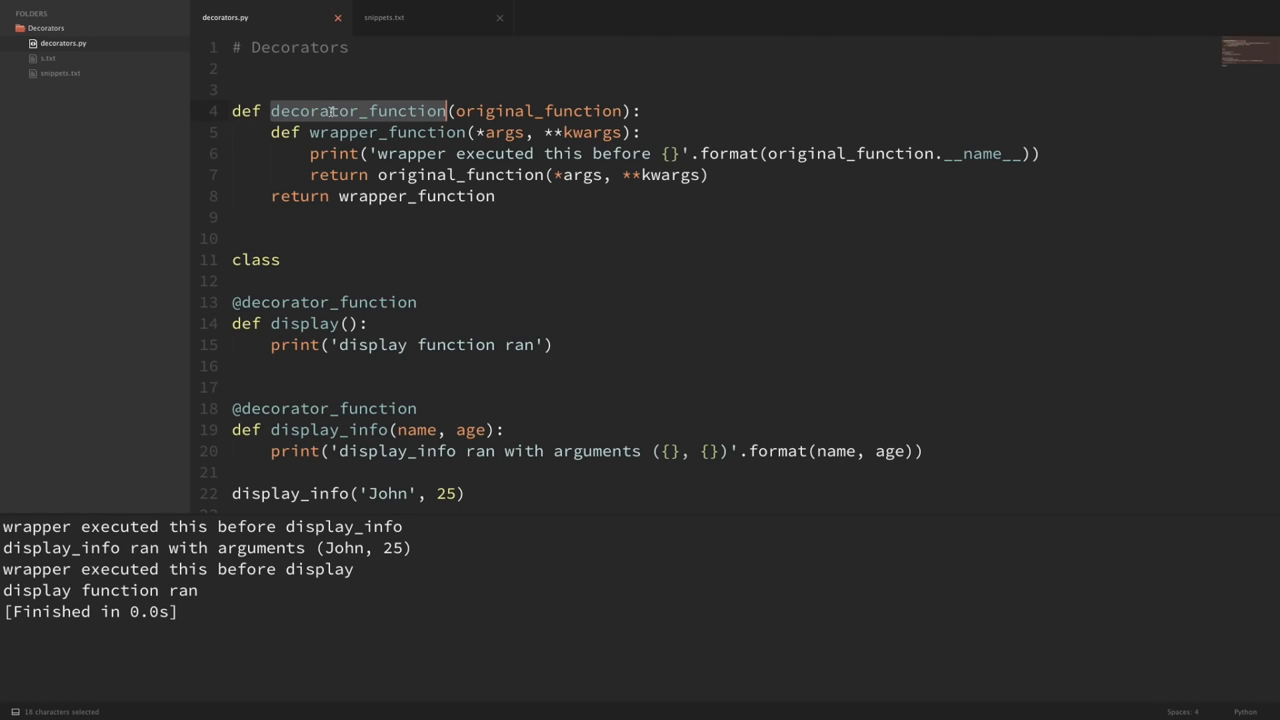 FOLDERS
Decorators
decorators.py
s.txt
snippets.txt
decorators.py
snippets.txt
1 # Decorators
2
3
4 def decorator_function(original_function):
5     def wrapper_function(*args, **kwargs):
6         print('wrapper executed this before {}'.format(original_function.__name__))
7         return original_function(*args, **kwargs)
8     return wrapper_function
9
10
11 class
12
13 @decorator_function
14 def display():
15     print('display function ran')
16
17
18 @decorator_function
19 def display_info(name, age):
20     print('display_info ran with arguments ({}, {})'.format(name, age))
21
22 display_info('John', 25)
wrapper executed this before display_info
display_info ran with arguments (John, 25)
wrapper executed this before display
display function ran
[Finished in 0.0s]
18 characters selected
Spaces: 4
Python